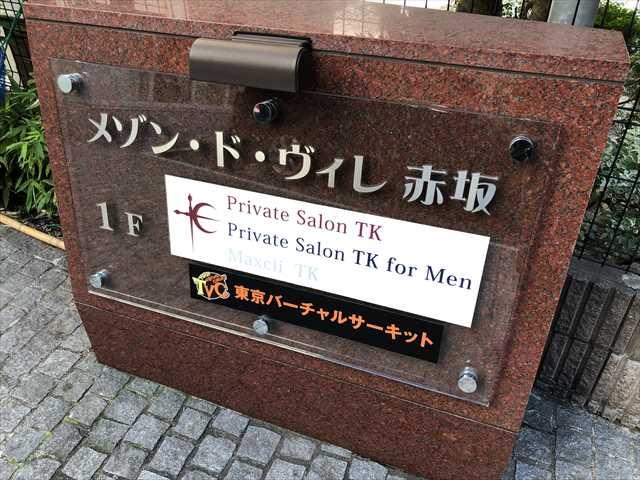 メゾン・ド・ヴィレ 赤坂
1F
Private Salon TK
Private Salon TK for Men
Maxcii TK
TVC 東京バーチャルサーキット